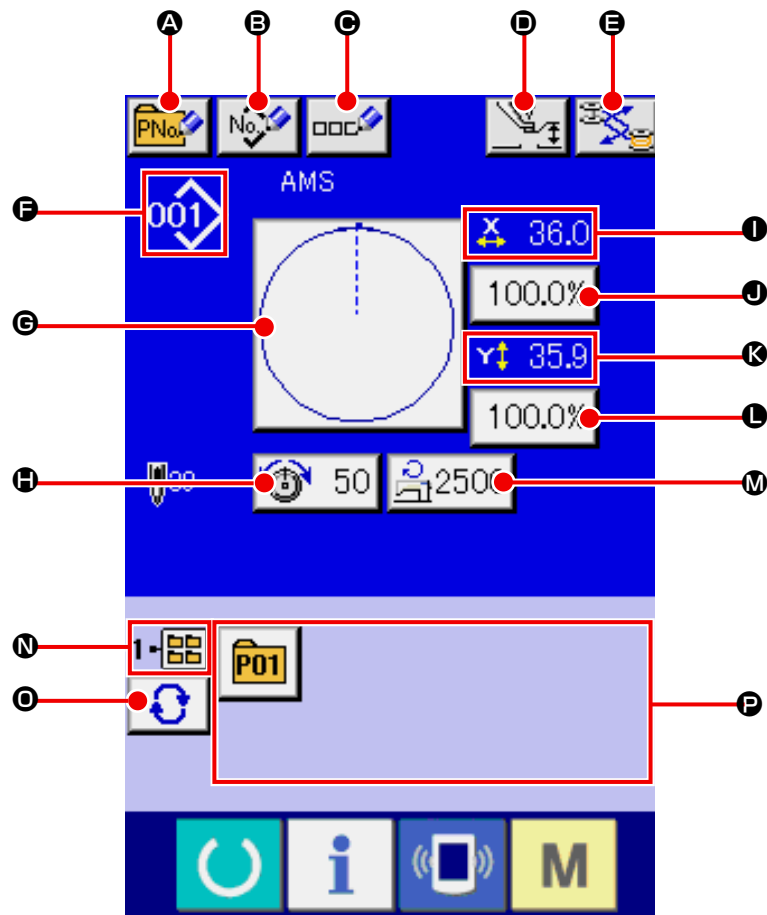 A B C D E
PNo. No.
F 001 AMS
X 36.0 I
100.0% J
G
Y 35.9 K
100.0% L
H 50 2500 M
N 1
P01
O P
i M